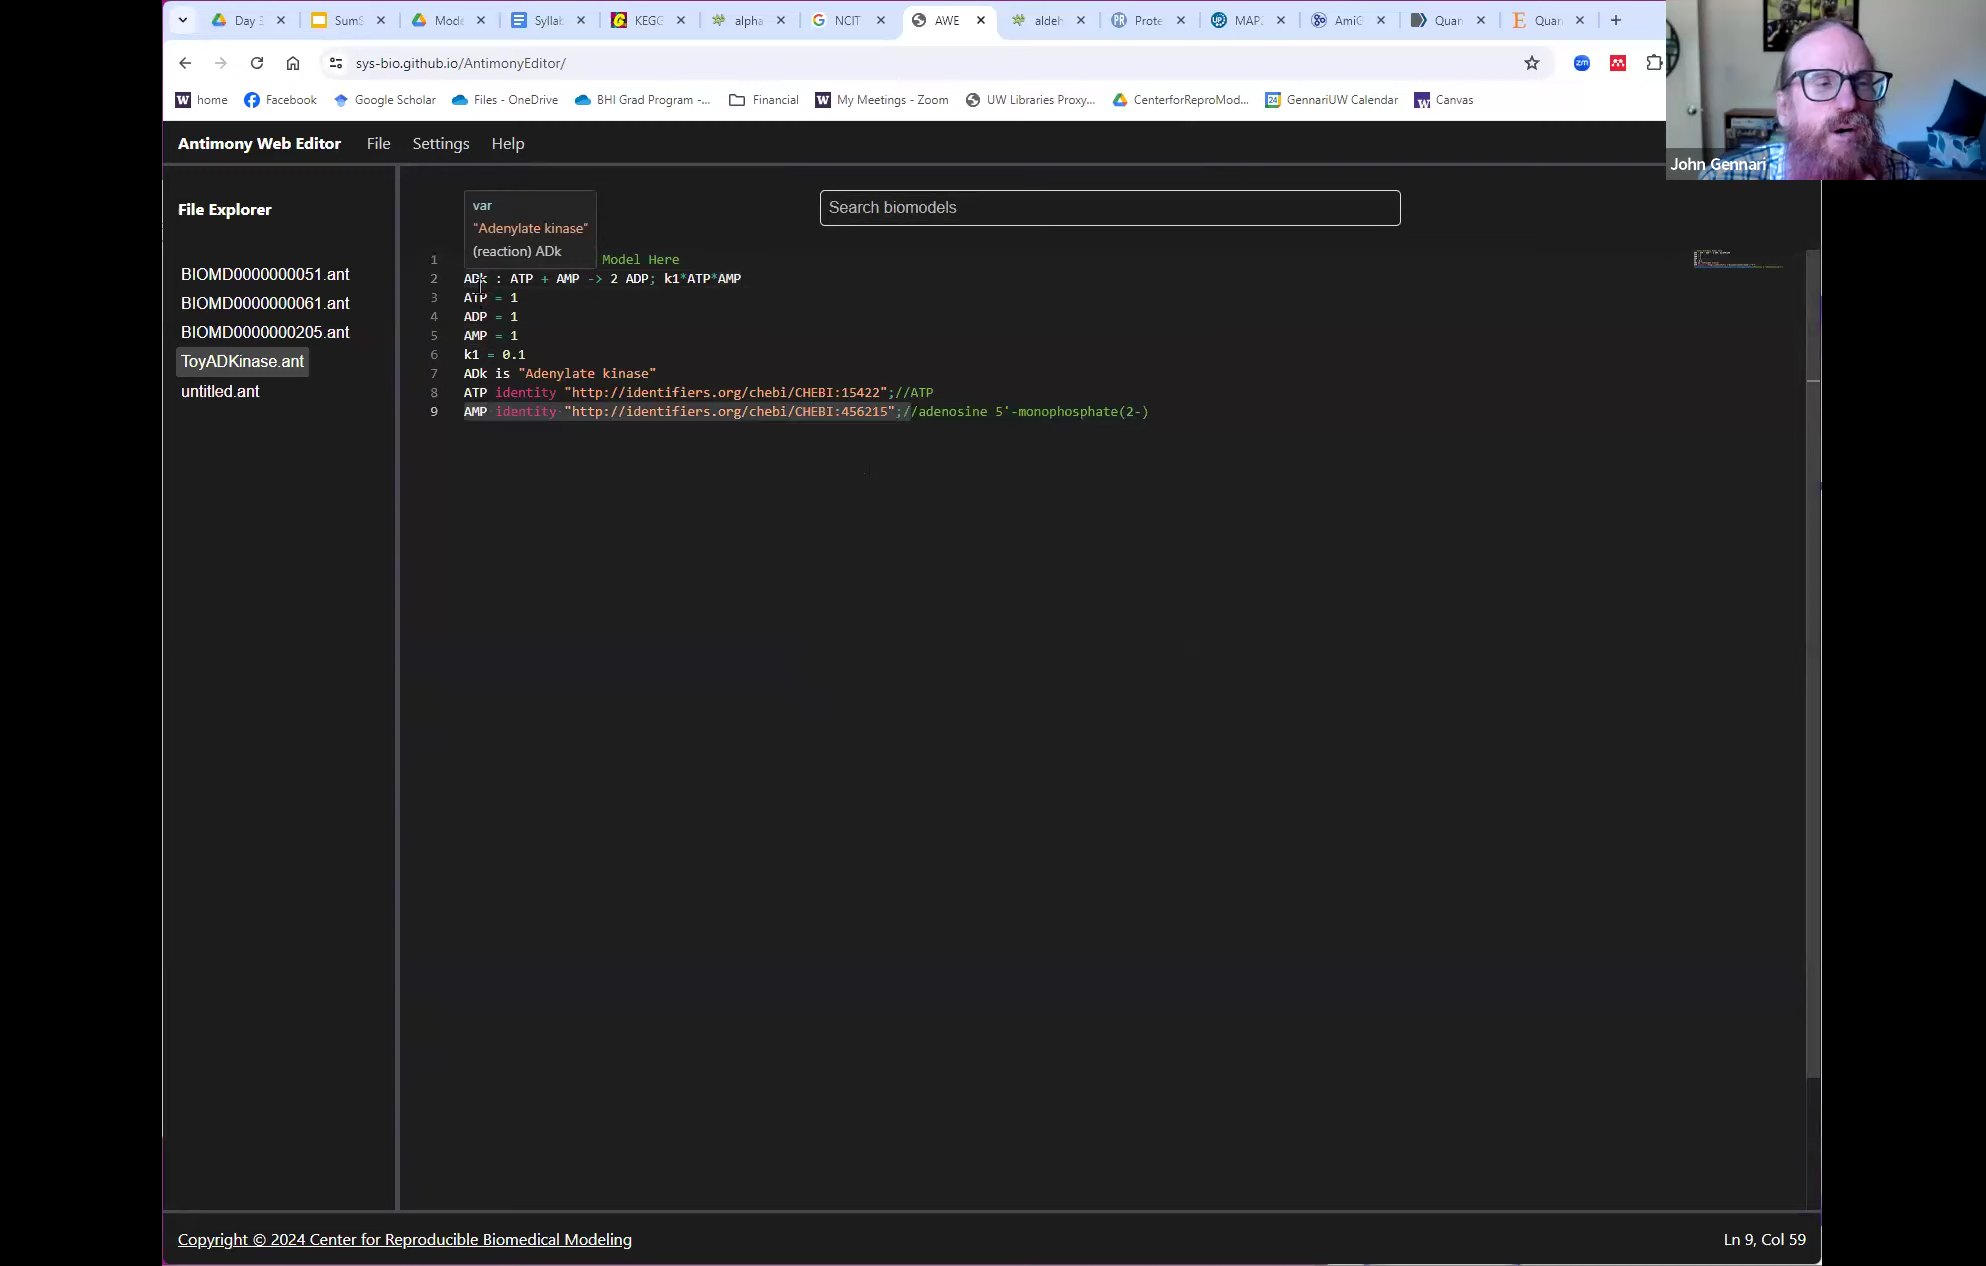 Day
SumS
Mode
Syllab
KEGG
alpha
NCIT
AWE
aldeh
Prote
MAP
AmiG
Quan
Quan
sys-bio.github.io/AntimonyEditor/
home
Facebook
Google Scholar
Files - OneDrive
BHI Grad Program -...
Financial
My Meetings - Zoom
UW Libraries Proxy...
CenterforReproMod...
GennariUW Calendar
Canvas
John Gennari
Antimony Web Editor File Settings Help
File Explorer
BIOMD0000000051.ant
BIOMD0000000061.ant
BIOMD0000000205.ant
ToyADKinase.ant
untitled.ant
Search biomodels
var
"Adenylate kinase"
(reaction) ADk
1 Model Here
2 ADk : ATP + AMP -> 2 ADP; k1*ATP*AMP
3 ATP = 1
4 ADP = 1
5 AMP = 1
6 k1 = 0.1
7 ADk is "Adenylate kinase"
8 ATP identity "http://identifiers.org/chebi/CHEBI:15422";//ATP
9 AMP identity "http://identifiers.org/chebi/CHEBI:456215";//adenosine 5'-monophosphate(2-)
Copyright © 2024 Center for Reproducible Biomedical Modeling
Ln 9, Col 59